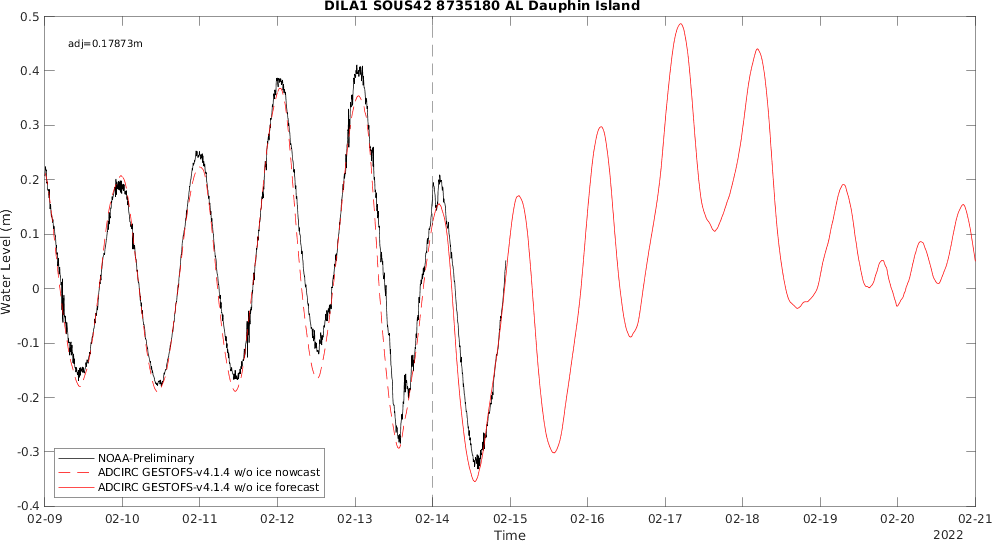 DILA1 SOUS42 8735180 AL Dauphin Island
adj=0.17873m
0.5
0.4
0.3
0.2
0.1
0
-0.1
-0.2
-0.3
-0.4
Water Level (m)
NOAA-Preliminary
ADCIRC GESTOFS-v4.1.4 w/o ice nowcast
ADCIRC GESTOFS-v4.1.4 w/o ice forecast
02-09 02-10 02-11 02-12 02-13 02-14 02-15 02-16 02-17 02-18 02-19 02-20 02-21
Time
2022